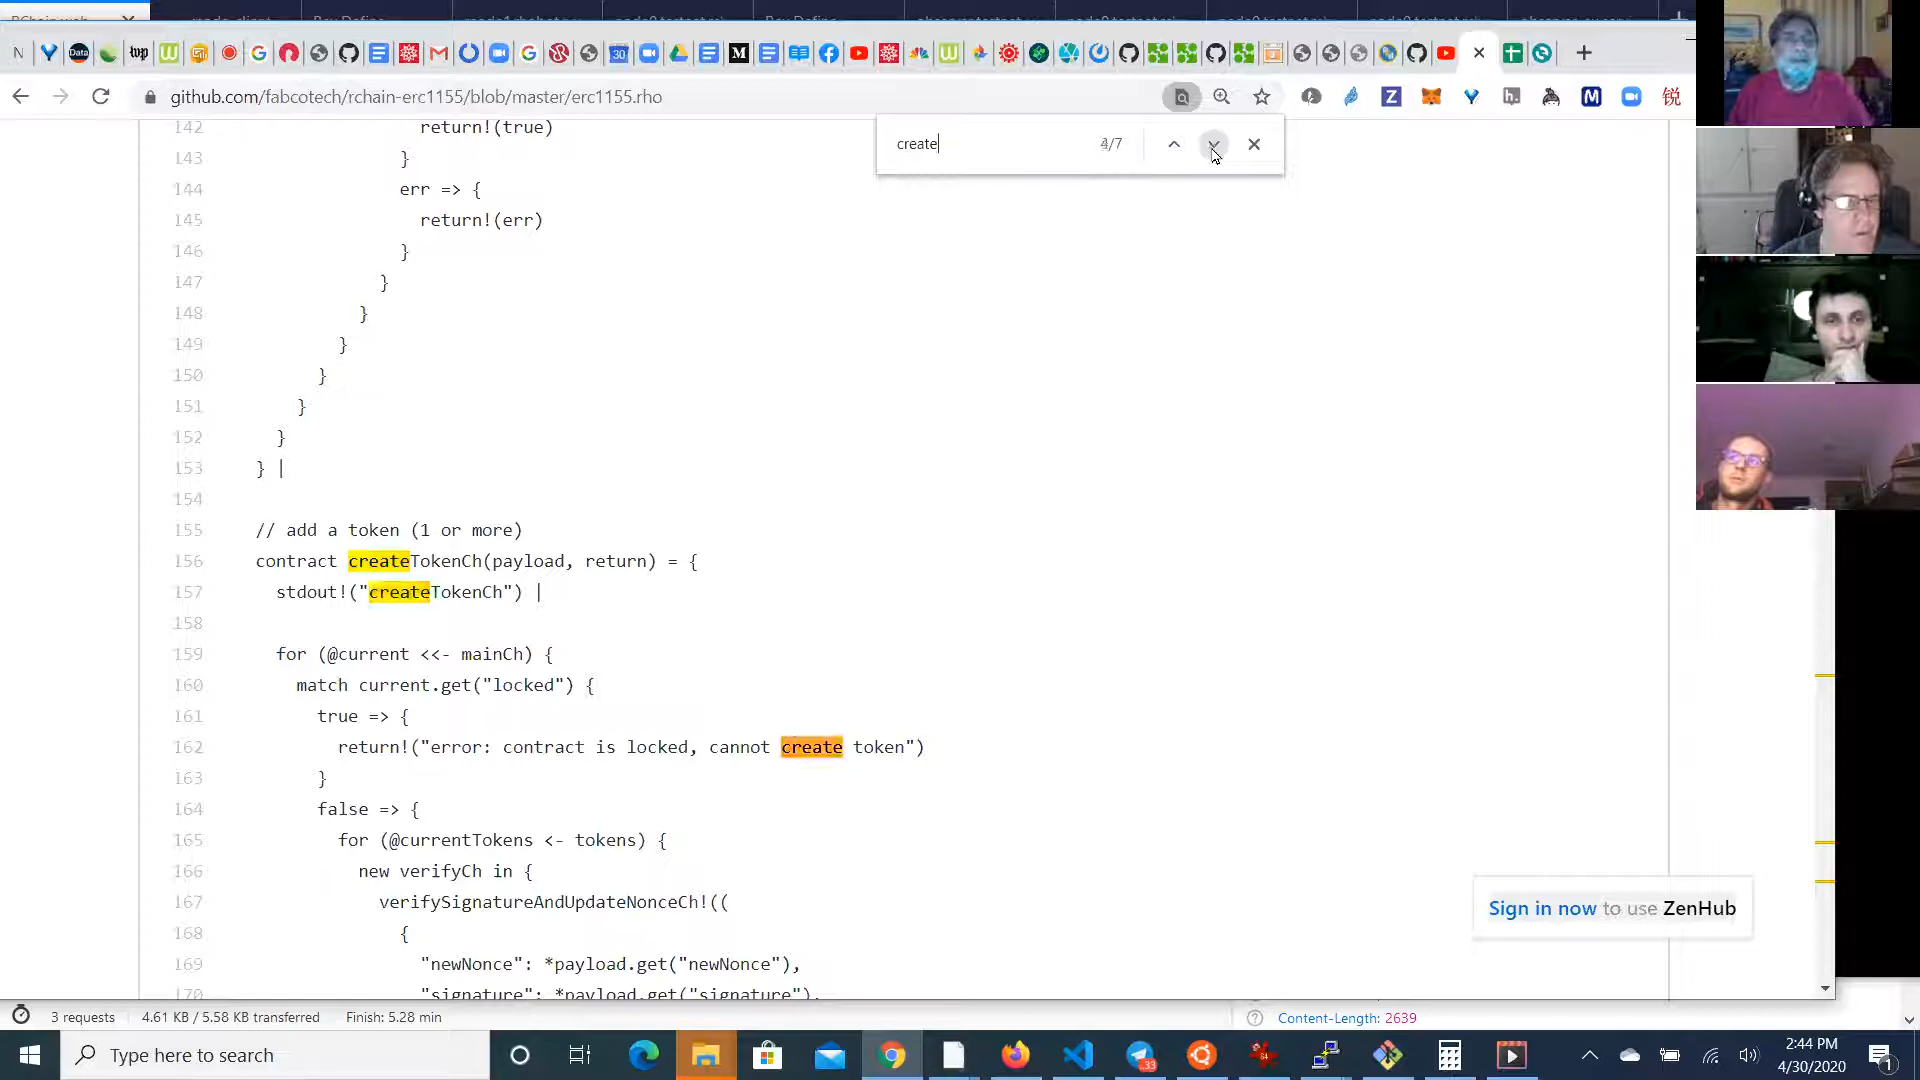 github.com/fabcotech/rchain-erc1155/blob/master/erc1155.rho
create
/7
142 return!(true)
143 }
144 err => {
145 return!(err)
146 }
147 }
148 }
149 }
150 }
151 }
152 }
153 } |
154
155 // add a token (1 or more)
156 contract createTokenCh(payload, return) = {
157 stdout!("createTokenCh") |
158
159 for (@current <<- mainCh) {
160 match current.get("locked") {
161 true => {
162 return!("error: contract is locked, cannot create token")
163 }
164 false => {
165 for (@currentTokens <- tokens) {
166 new verifyCh in {
167 verifySignatureAndUpdateNonceCh!((
168 {
169 "newNonce": *payload.get("newNonce"),
170 "signature": *payload.get("signature"),
Sign in now to use ZenHub
3 requests 4.61 KB / 5.58 KB transferred Finish: 5.28 min
Content-Length: 2639
Type here to search
2:44 PM
4/30/2020